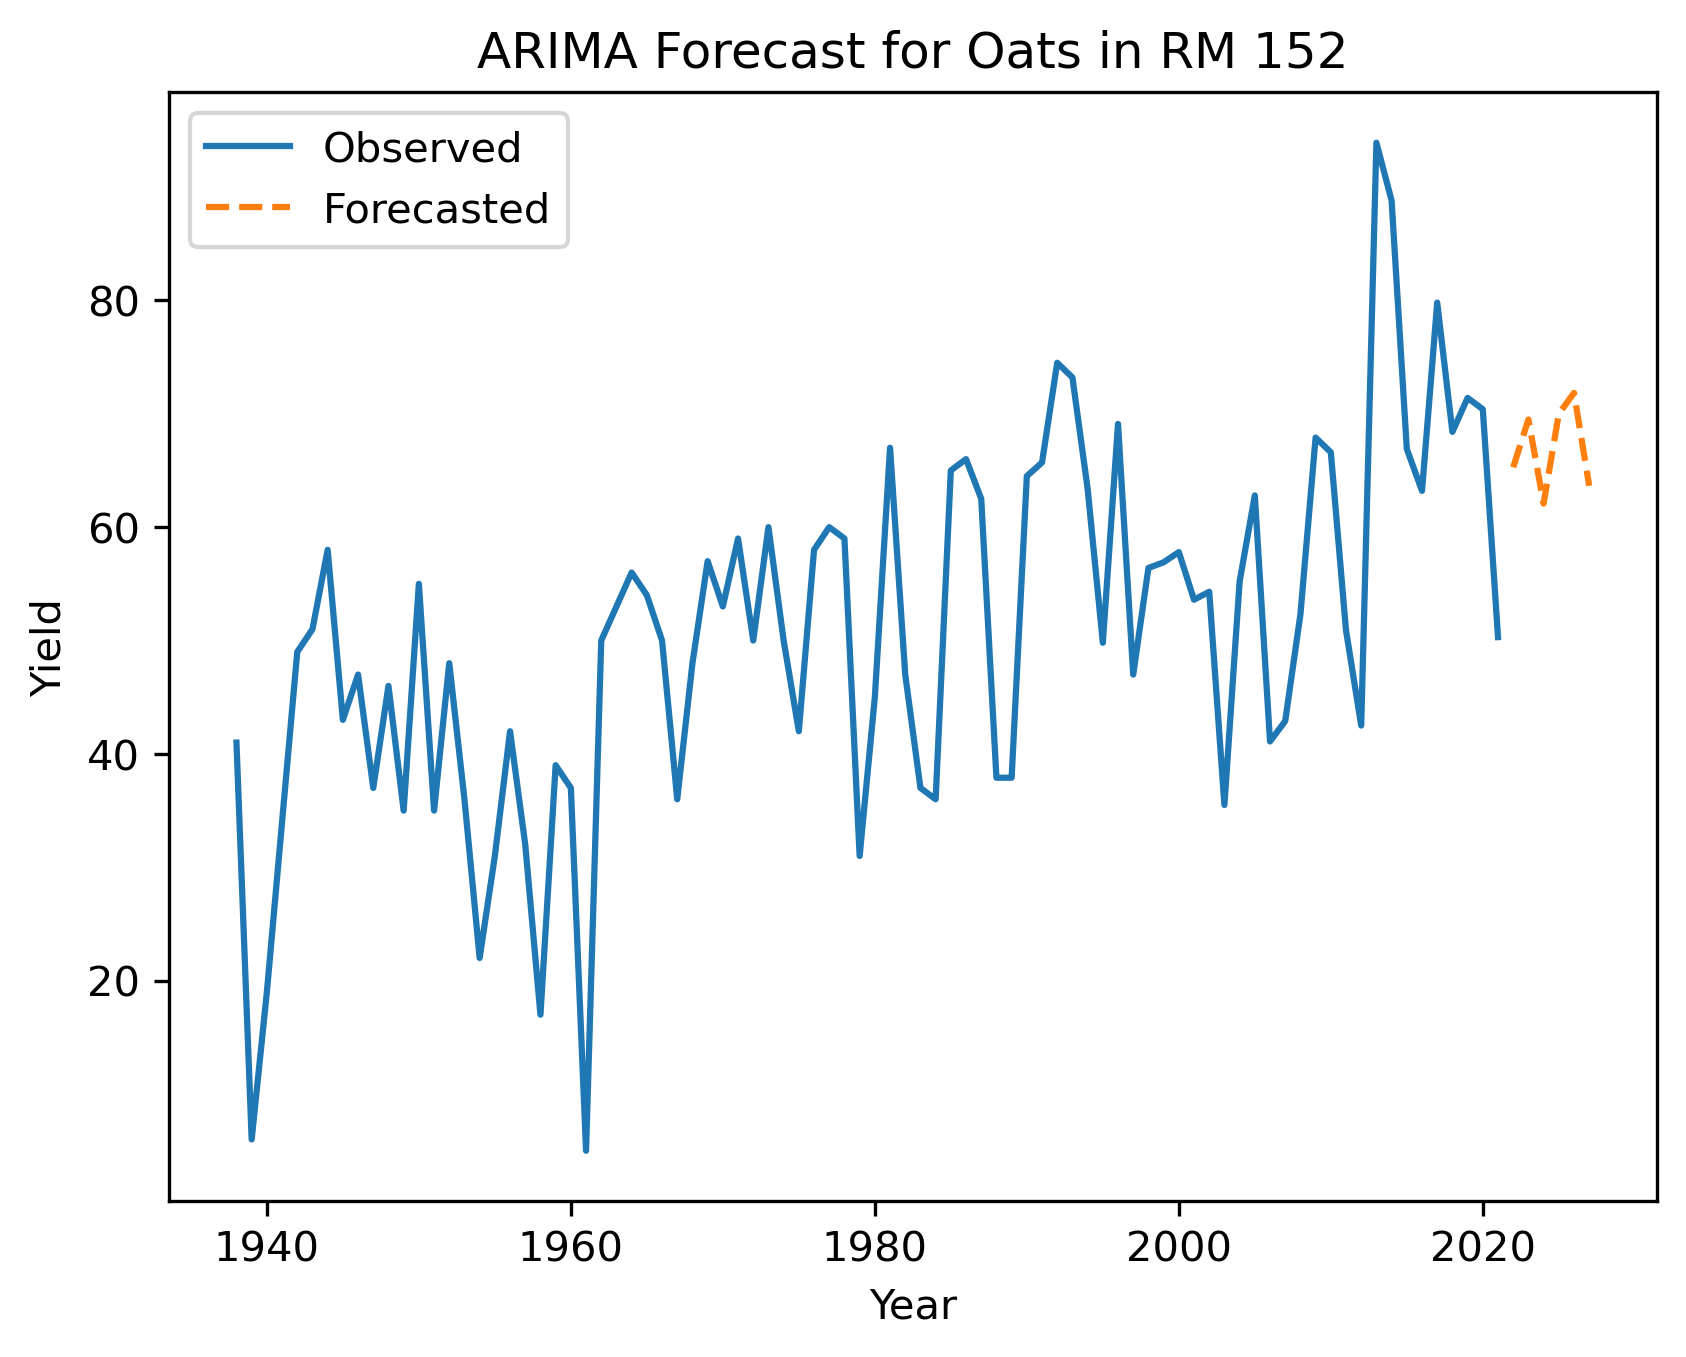 ARIMA Forecast for Oats in RM 152
Observed
Forecasted
80
60
40
20
Yield
1940 1960 1980 2000 2020
Year